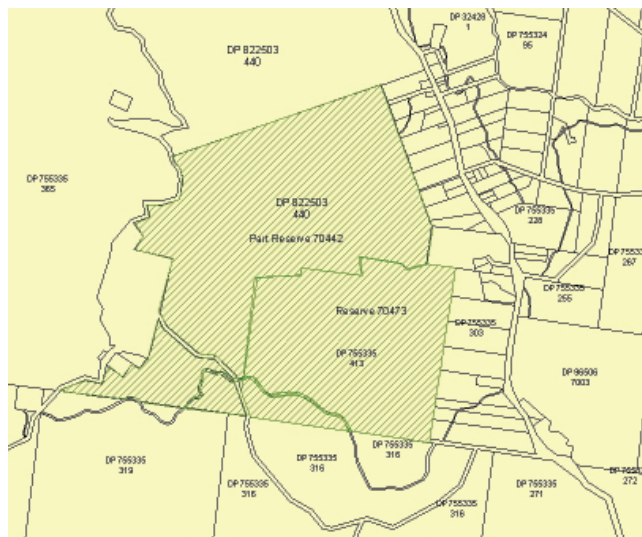 DP 32428
1
DP 755324
95
DP 822503
440
DP 755335
365
DP 822503
440
Part Reserve 70442
DP 755335
228
DP 75533
267
DP 755335
255
Reserve 70473
DP 755335
303
DP 755335
413
DP 96506
7003
DP 755335
319
DP 755335
316
DP 755335
316
DP 755335
316
DP 755335
316
DP 755335
271
272